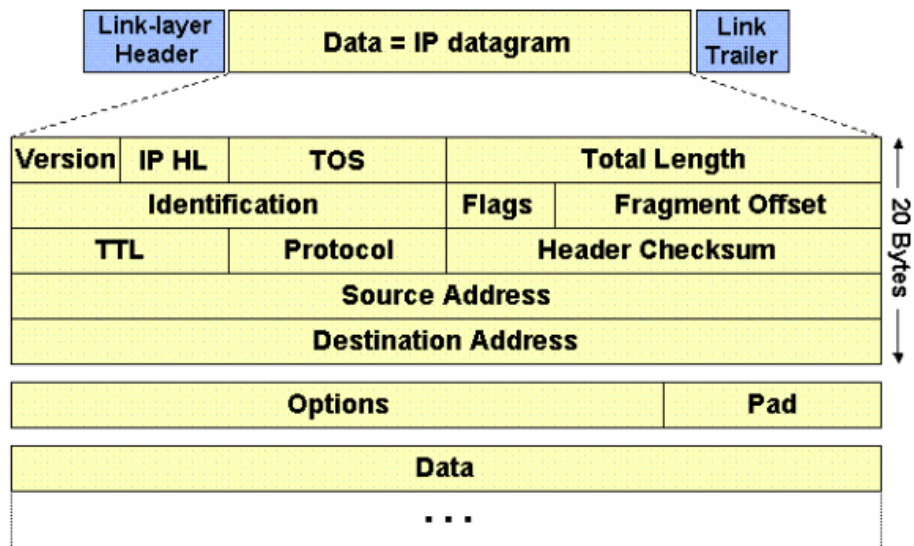 Link-layer Header
Data = IP datagram
Link Trailer
Version IP HL TOS Total Length
Identification Flags Fragment Offset
TTL Protocol Header Checksum
Source Address
Destination Address
20 Bytes
Options Pad
Data
. . .